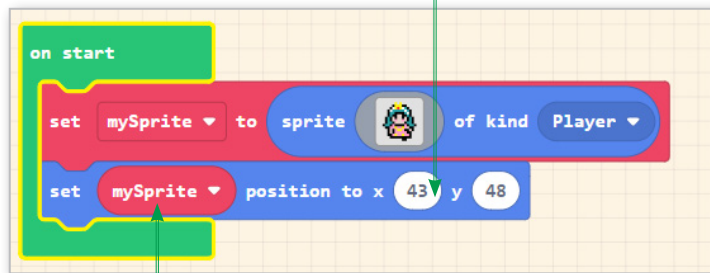 on start
set mySprite to sprite of kind Player
set mySprite position to x 43 y 48